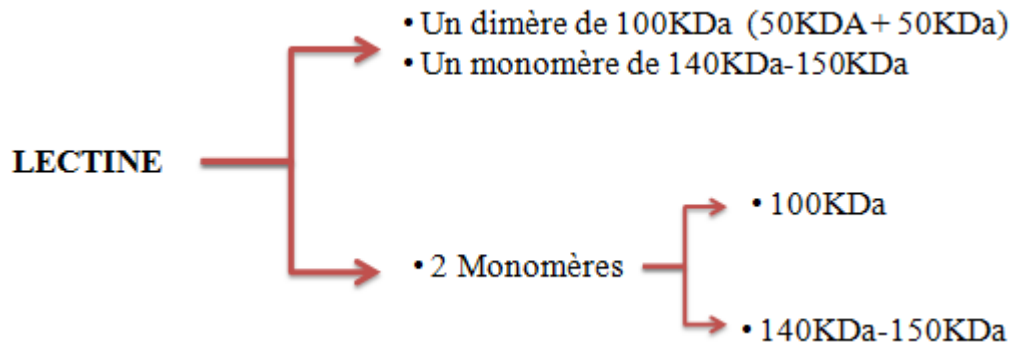 • Un dimère de 100KDa (50KDA + 50KDa)
• Un monomère de 140KDa-150KDa
LECTINE
• 100KDa
• 2 Monomères
• 140KDa-150KDa